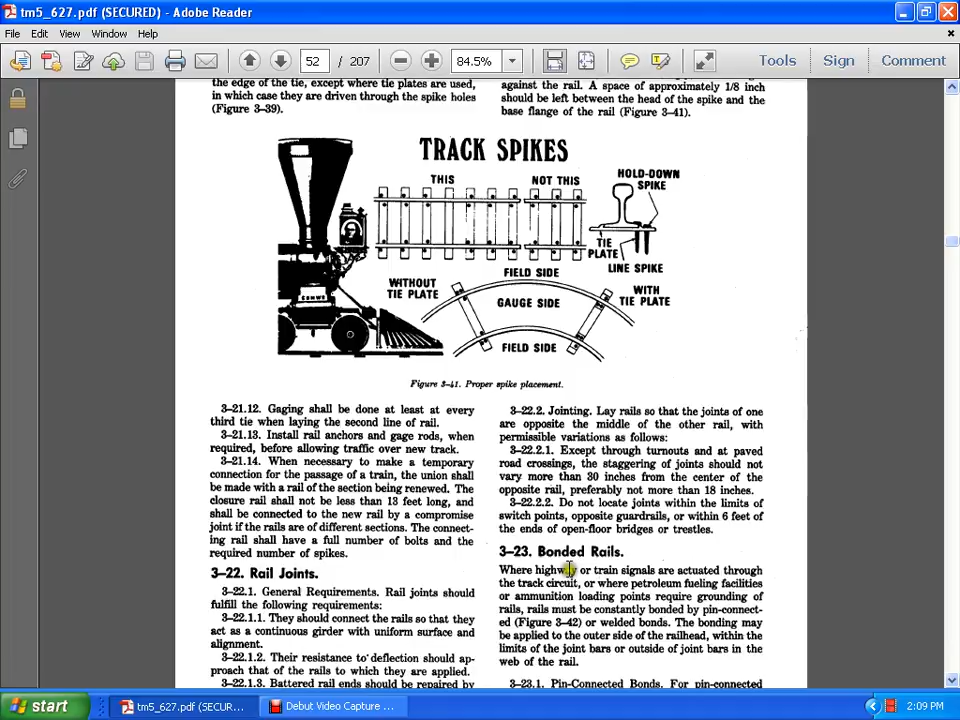 tm5_627.pdf (SECURED) - Adobe Reader
File Edit View Window Help
52 / 207 84.5% Tools Sign Comment
the edge of the tie, except where tie plates are used,
in which case they are driven through the spike holes
(Figure 3-39).
against the rail. A space of approximately 1/8 inch
should be left between the head of the spike and the
base flange of the rail (Figure 3-41).
TRACK SPIKES
THIS
NOT THIS
HOLD-DOWN
SPIKE
TIE
PLATE
LINE SPIKE
WITHOUT
TIE PLATE
FIELD SIDE
GAUGE SIDE
WITH
TIE PLATE
FIELD SIDE
Figure 3-41. Proper spike placement.
3-21.12. Gaging shall be done at least at every
third tie when laying the second line of rail.
3-21.13. Install rail anchors and gage rods, when
required, before allowing traffic over new track.
3-21.14. When necessary to make a temporary
connection for the passage of a train, the union shall
be made with a rail of the section being renewed. The
closure rail shall not be less than 13 feet long, and
shall be connected to the new rail by a compromise
joint if the rails are of different sections. The connect-
ing rail shall have a full number of bolts and the
required number of spikes.
3-22. Rail Joints.
3-22.1. General Requirements. Rail joints should
fulfill the following requirements:
3-22.1.1. They should connect the rails so that they
act as a continuous girder with uniform surface and
alignment.
3-22.1.2. Their resistance to deflection should ap-
proach that of the rails to which they are applied.
3-22.1.3. Battered rail ends should be repaired by
3-22.2. Jointing. Lay rails so that the joints of one
are opposite the middle of the other rail, with
permissible variations as follows:
3-22.2.1. Except through turnouts and at paved
road crossings, the staggering of joints should not
vary more than 30 inches from the center of the
opposite rail, preferably not more than 18 inches.
3-22.2.2. Do not locate joints within the limits of
switch points, opposite guardrails, or within 6 feet of
the ends of open-floor bridges or trestles.
3-23. Bonded Rails.
Where highway or train signals are actuated through
the track circuit, or where petroleum fueling facilities
or ammunition loading points require grounding of
rails, rails must be constantly bonded by pin-connect-
ed (Figure 3-42) or welded bonds. The bonding may
be applied to the outer side of the railhead, within the
limits of the joint bars or outside of joint bars in the
web of the rail.
3-23.1. Pin-Connected Bonds. For pin-connected
start tm5_627.pdf (SECUR... Debut Video Capture ... 2:09 PM